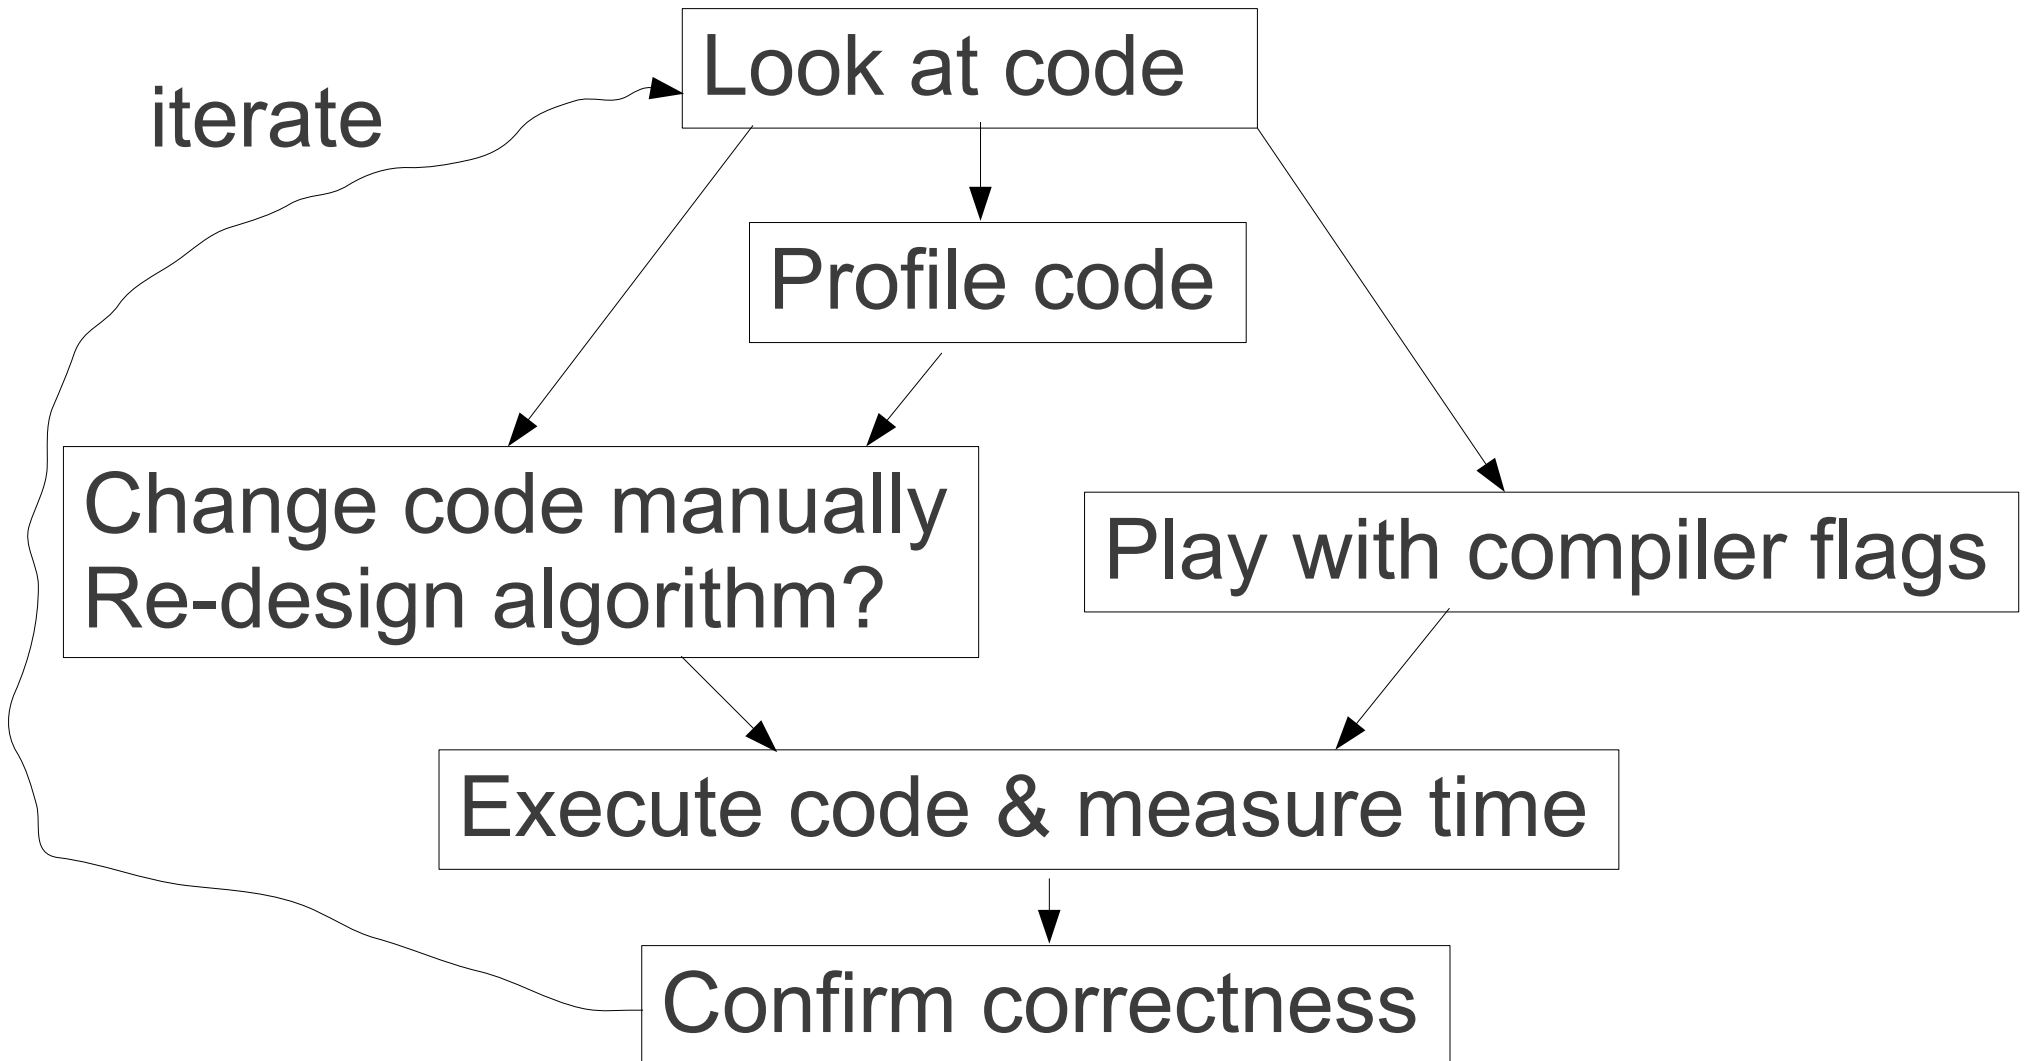 Look at code
iterate
Profile code
Change code manually
Re-design algorithm?
Play with compiler flags
Execute code & measure time
Confirm correctness